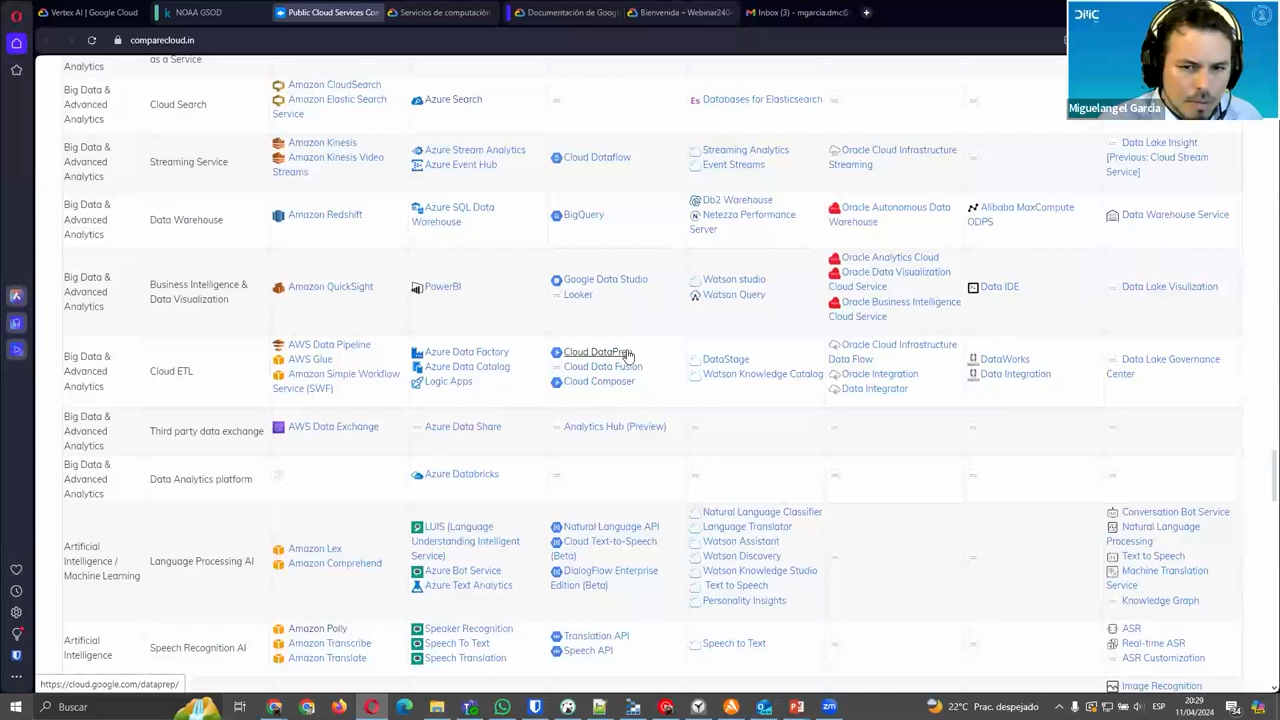 Vertex AI | Google Cloud
NOAA GSOD
Public Cloud Services Con
Servicios de computación
Documentación de Goog
Bienvenida – Webinar240
Inbox (3) - mgarcia.dmc@
comparecloud.in
DMC
Miguelangel Garcia
Analytics
as a Service
Big Data &
Advanced
Analytics
Cloud Search
Amazon CloudSearch
Amazon Elastic Search
Service
Azure Search
Es Databases for Elasticsearch
Big Data &
Advanced
Analytics
Streaming Service
Amazon Kinesis
Amazon Kinesis Video
Streams
Azure Stream Analytics
Azure Event Hub
Cloud Dataflow
Streaming Analytics
Event Streams
Oracle Cloud Infrastructure
Streaming
Data Lake Insight
[Previous: Cloud Stream
Service]
Big Data &
Advanced
Analytics
Data Warehouse
Amazon Redshift
Azure SQL Data
Warehouse
BigQuery
Db2 Warehouse
Netezza Performance
Server
Oracle Autonomous Data
Warehouse
Alibaba MaxCompute
ODPS
Data Warehouse Service
Big Data &
Advanced
Analytics
Business Intelligence &
Data Visualization
Amazon QuickSight
PowerBI
Google Data Studio
Looker
Watson studio
Watson Query
Oracle Analytics Cloud
Oracle Data Visualization
Cloud Service
Oracle Business Intelligence
Cloud Service
Data IDE
Data Lake Visulization
Big Data &
Advanced
Analytics
Cloud ETL
AWS Data Pipeline
AWS Glue
Amazon Simple Workflow
Service (SWF)
Azure Data Factory
Azure Data Catalog
Logic Apps
Cloud DataPrep
Cloud Data Fusion
Cloud Composer
DataStage
Watson Knowledge Catalog
Oracle Cloud Infrastructure
Data Flow
Oracle Integration
Data Integrator
DataWorks
Data Integration
Data Lake Governance
Center
Big Data &
Advanced
Analytics
Third party data exchange
AWS Data Exchange
Azure Data Share
Analytics Hub (Preview)
Big Data &
Advanced
Analytics
Data Analytics platform
Azure Databricks
Artificial
Intelligence /
Machine Learning
Language Processing AI
Amazon Lex
Amazon Comprehend
LUIS (Language
Understanding Intelligent
Service)
Azure Bot Service
Azure Text Analytics
Natural Language API
Cloud Text-to-Speech
(Beta)
DialogFlow Enterprise
Edition (Beta)
Natural Language Classifier
Language Translator
Watson Assistant
Watson Discovery
Watson Knowledge Studio
Text to Speech
Personality Insights
Conversation Bot Service
Natural Language
Processing
Text to Speech
Machine Translation
Service
Knowledge Graph
Artificial
Intelligence
Speech Recognition AI
Amazon Polly
Amazon Transcribe
Amazon Translate
Speaker Recognition
Speech To Text
Speech Translation
Translation API
Speech API
Speech to Text
ASR
Real-time ASR
ASR Customization
Image Recognition
https://cloud.google.com/dataprep/
Buscar
22°C Prac. despejado
ESP
20:29
11/04/2024